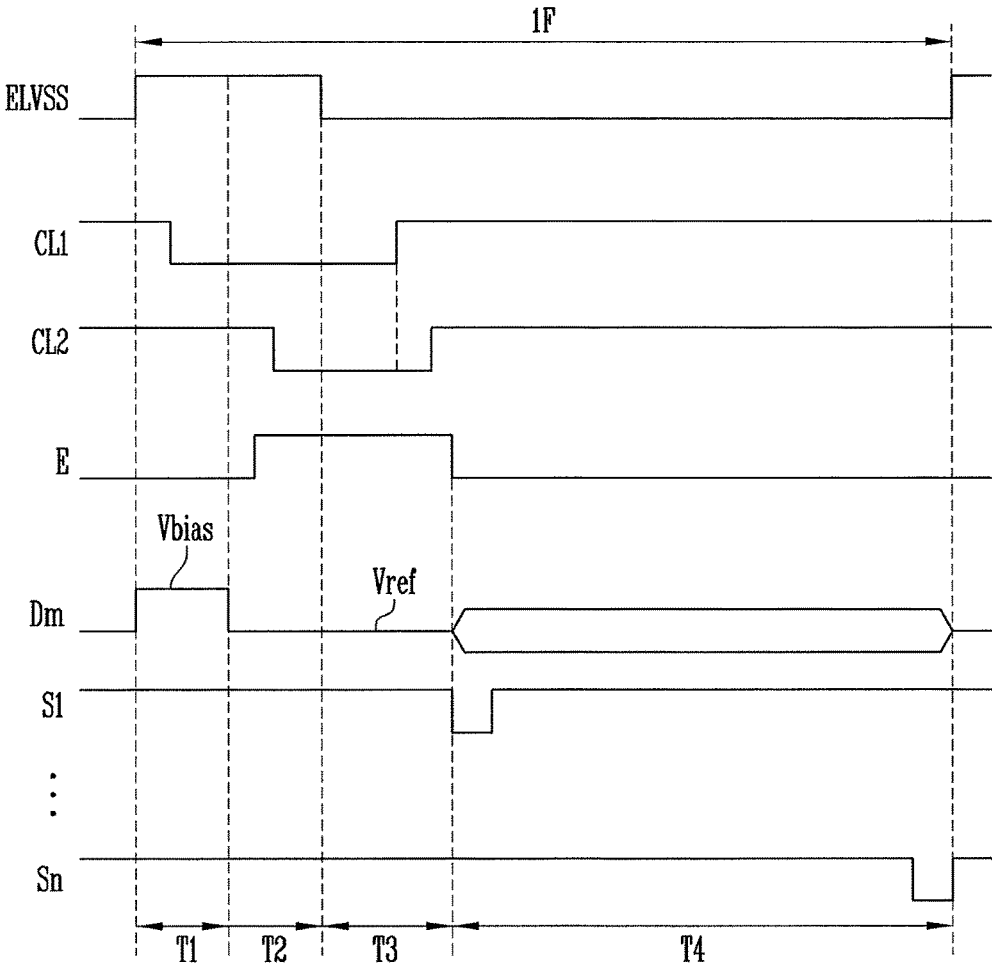 1F
ELVSS
CL1
CL2
E
Vbias
Vref
Dm
S1
Sn
T1 T2 T3 T4